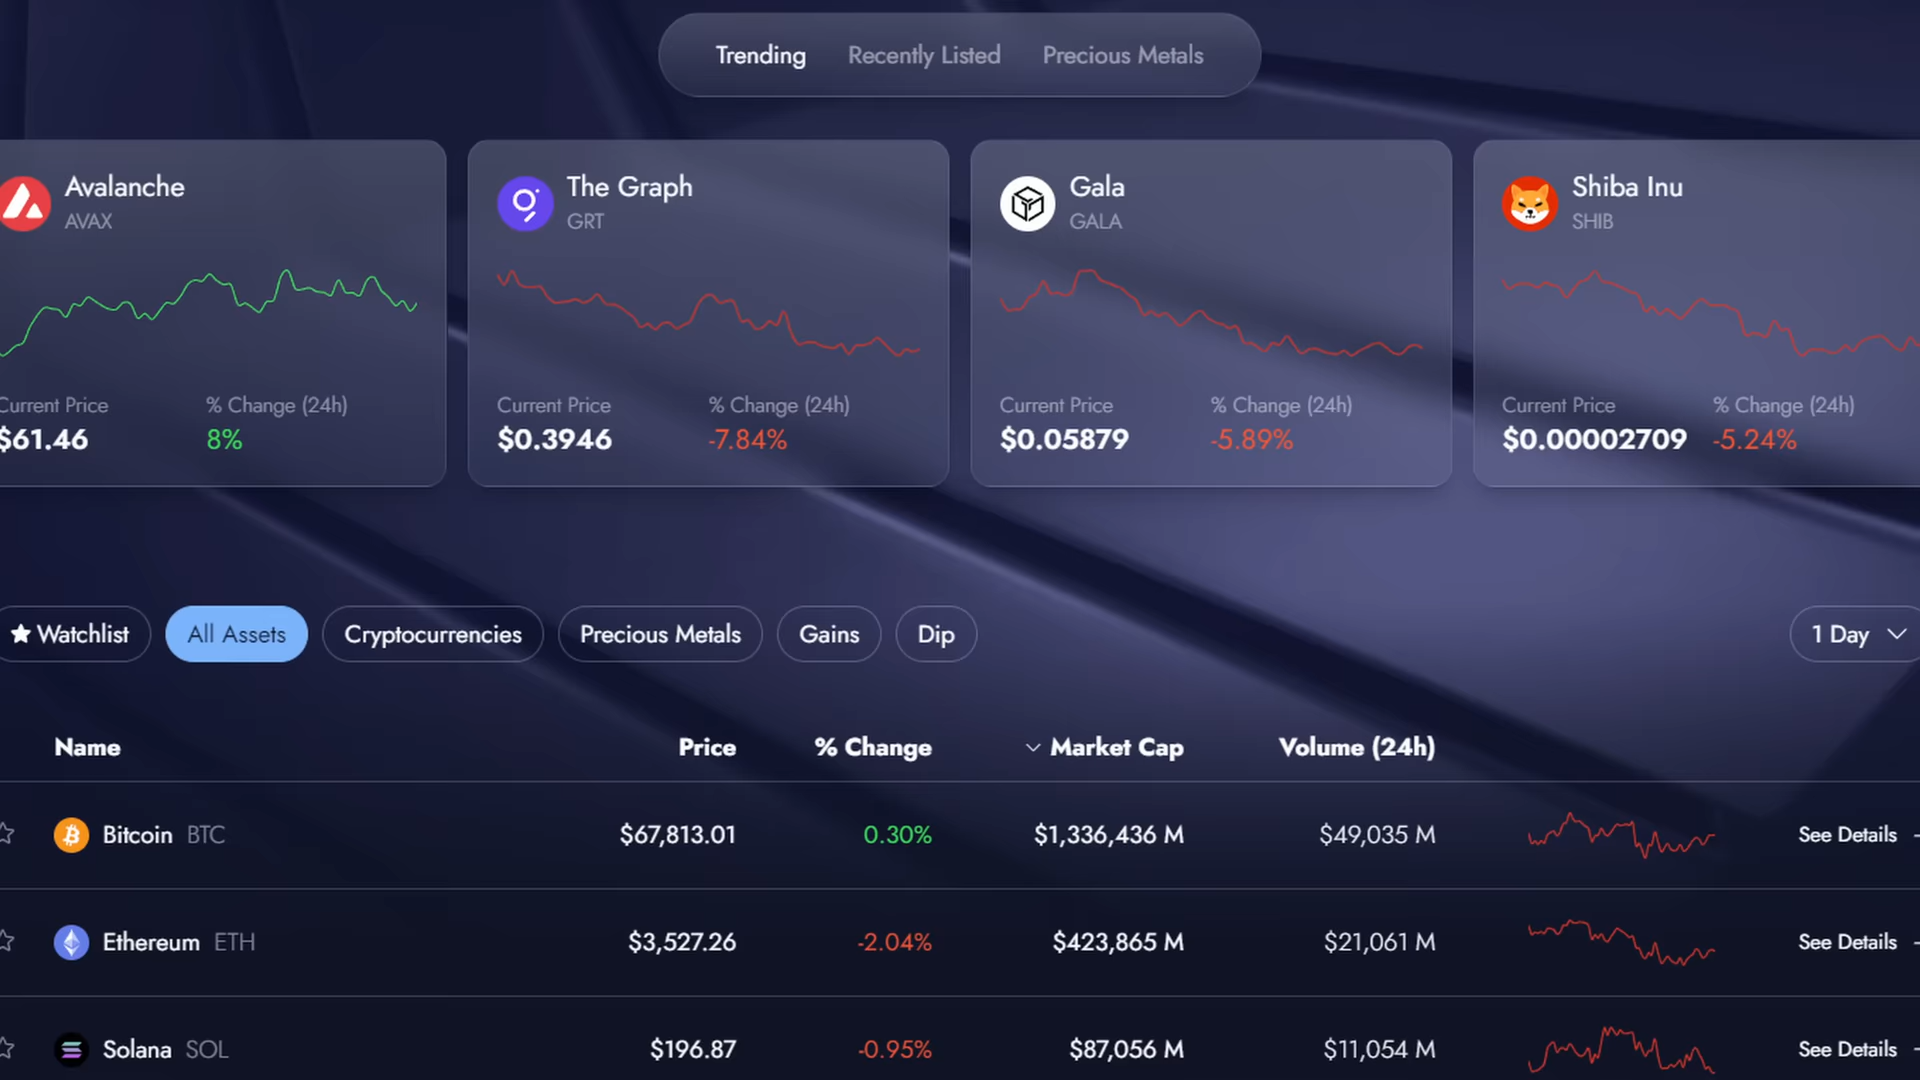 Trending Recently Listed Precious Metals
Avalanche
AVAX
Current Price % Change (24h)
$61.46 8%
The Graph
GRT
Current Price % Change (24h)
$0.3946 -7.84%
Gala
GALA
Current Price % Change (24h)
$0.05879 -5.89%
Shiba Inu
SHIB
Current Price % Change (24h)
$0.00002709 -5.24%
Watchlist All Assets Cryptocurrencies Precious Metals Gains Dip 1 Day
Name Price % Change Market Cap Volume (24h)
Bitcoin BTC $67,813.01 0.30% $1,336,436 M $49,035 M See Details
Ethereum ETH $3,527.26 -2.04% $423,865 M $21,061 M See Details
Solana SOL $196.87 -0.95% $87,056 M $11,054 M See Details